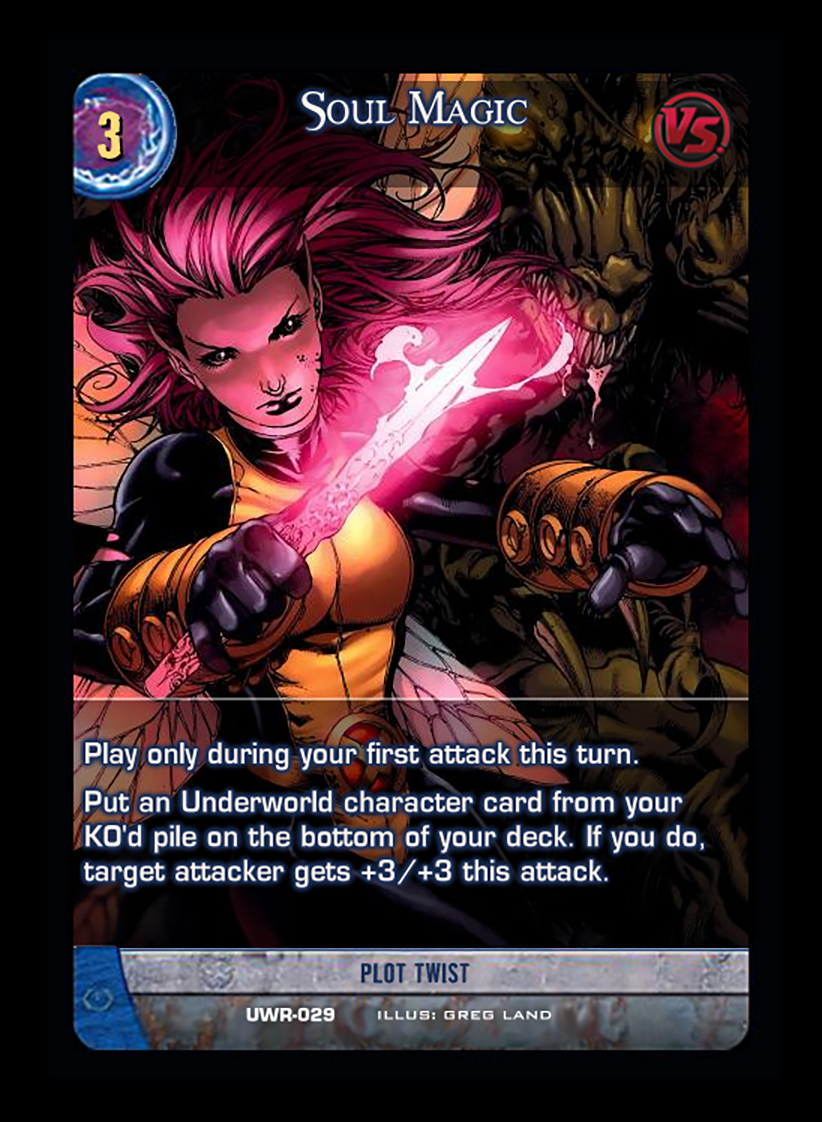 3
SOUL MAGIC
VS.
Play only during your first attack this turn.
Put an Underworld character card from your
KO'd pile on the bottom of your deck. If you do,
target attacker gets +3/+3 this attack.
PLOT TWIST
UWR-029 ILLUS: GREG LAND